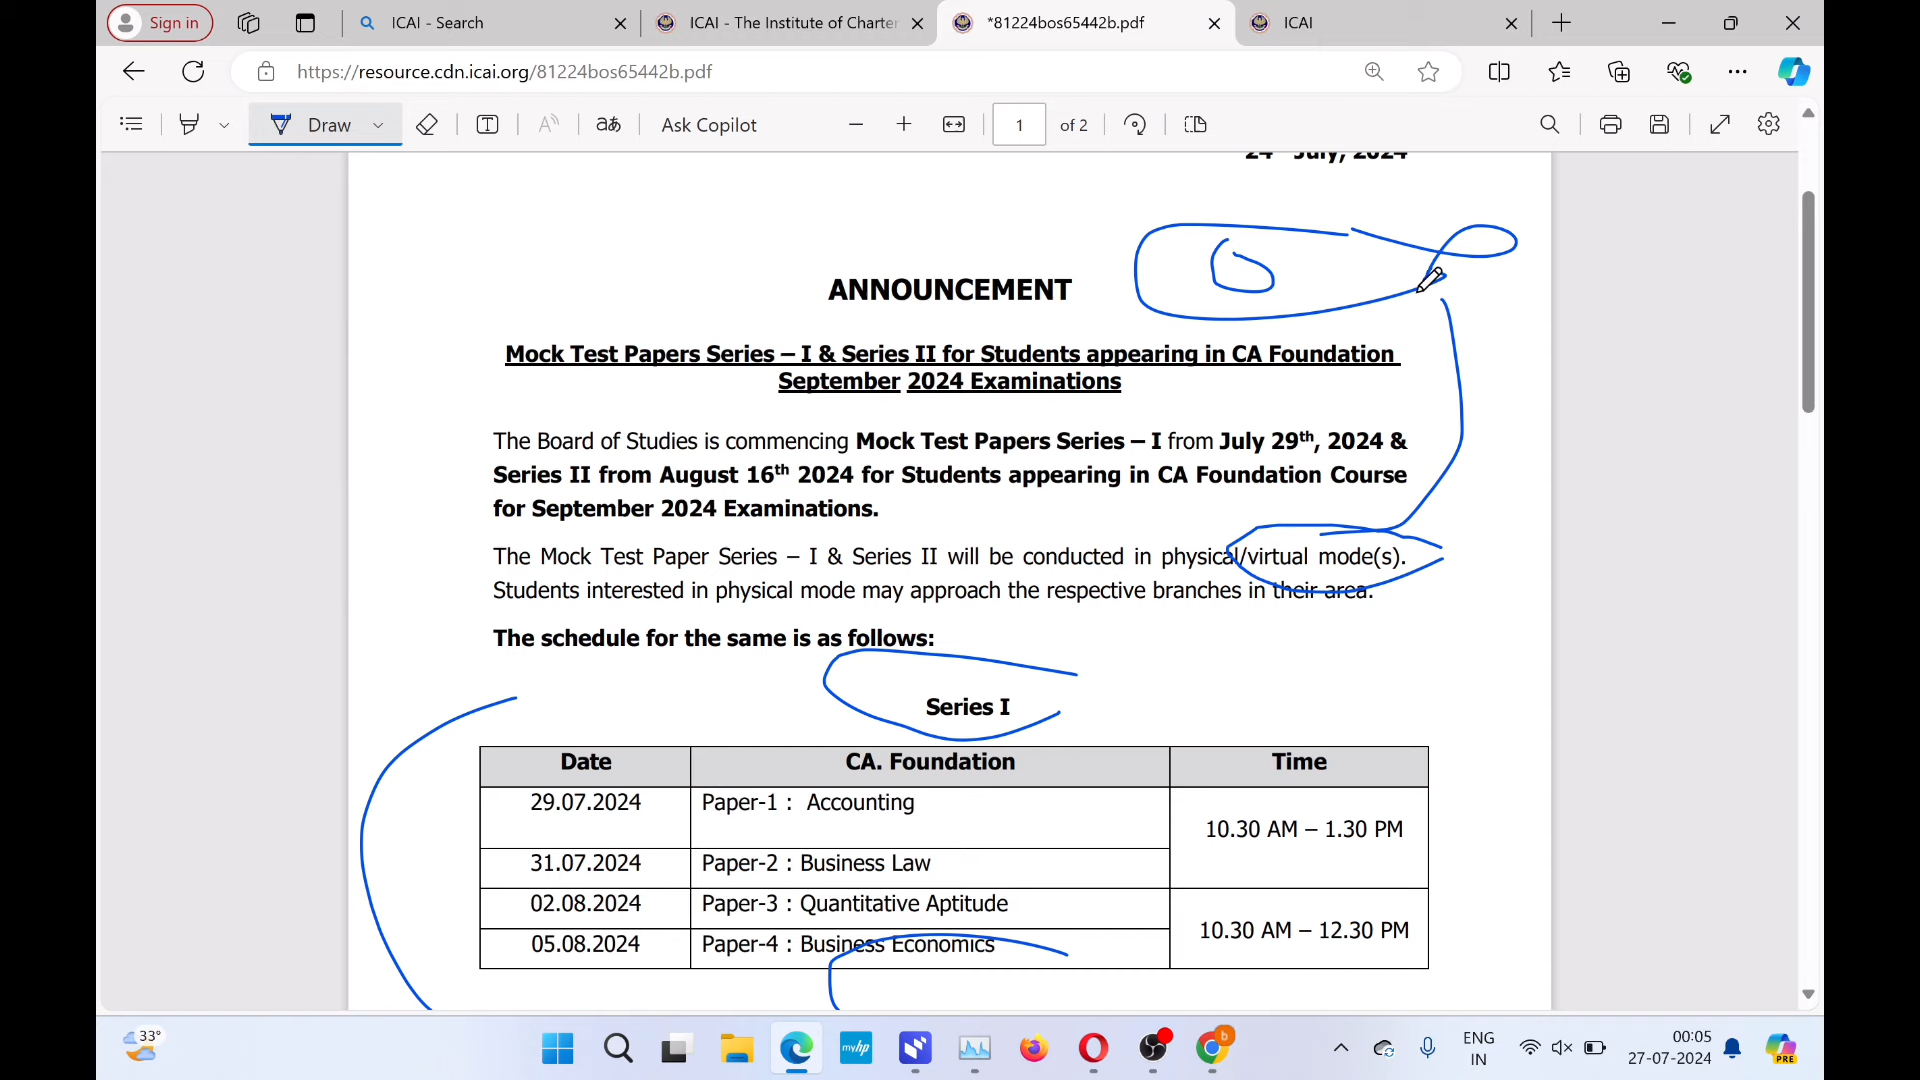 Sign in
ICAI - Search
ICAI - The Institute of Charter
*81224bos65442b.pdf
ICAI
https://resource.cdn.icai.org/81224bos65442b.pdf
Draw
Ask Copilot
1
of 2
24th July, 2024
ANNOUNCEMENT
Mock Test Papers Series – I & Series II for Students appearing in CA Foundation
September 2024 Examinations
The Board of Studies is commencing Mock Test Papers Series – I from July 29th, 2024 &
Series II from August 16th 2024 for Students appearing in CA Foundation Course
for September 2024 Examinations.
The Mock Test Paper Series – I & Series II will be conducted in physical/virtual mode(s).
Students interested in physical mode may approach the respective branches in their area.
The schedule for the same is as follows:
Series I
Date CA. Foundation Time
29.07.2024 Paper-1 : Accounting
10.30 AM – 1.30 PM
31.07.2024 Paper-2 : Business Law
02.08.2024 Paper-3 : Quantitative Aptitude
10.30 AM – 12.30 PM
05.08.2024 Paper-4 : Business Economics
33°
myhp
b
ENG
IN
00:05
27-07-2024
PRE